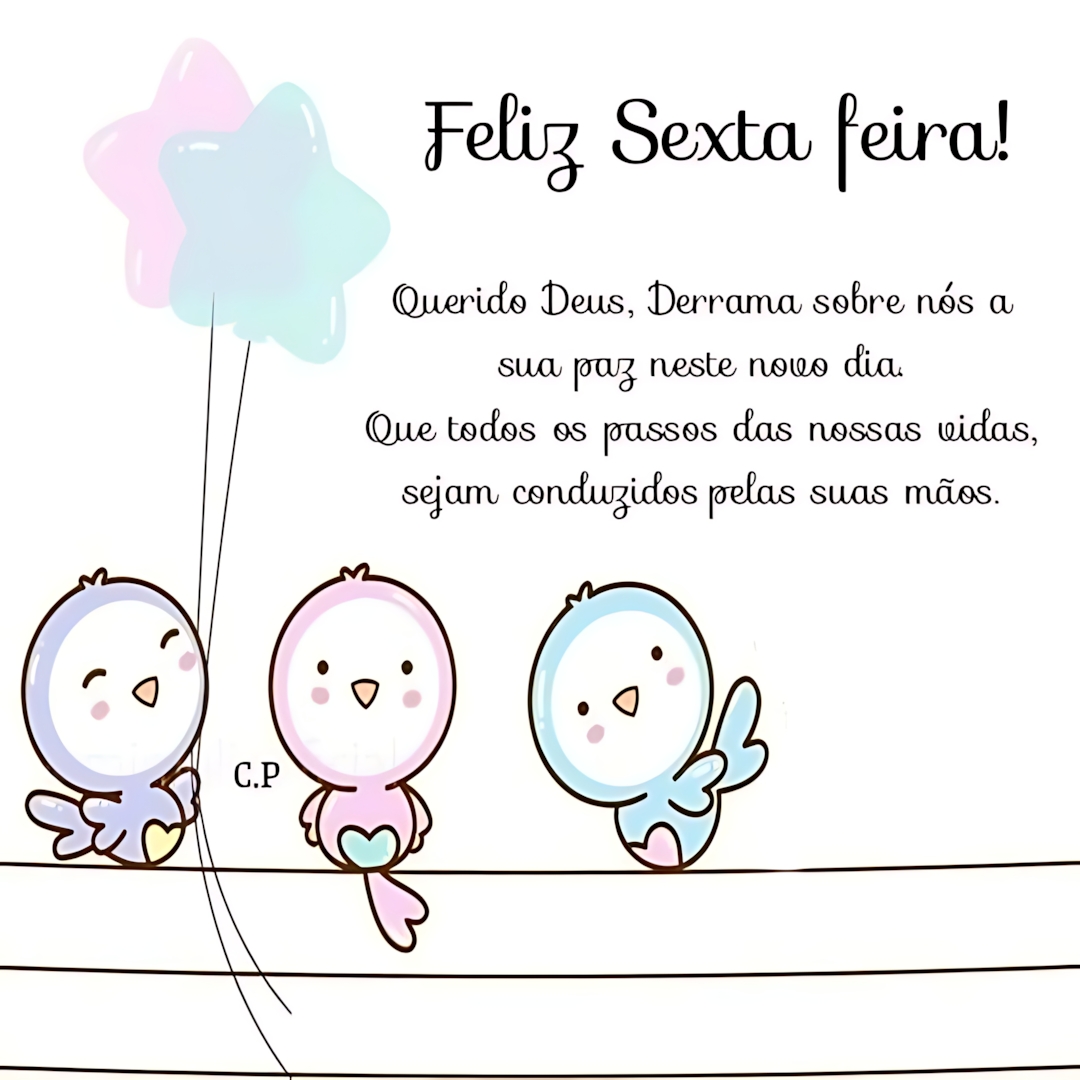 Feliz Sexta feira!
Querido Deus, Derrama sobre nós a
sua paz neste novo dia.
Que todos os passos das nossas vidas,
sejam conduzidos pelas suas mãos.
C.P